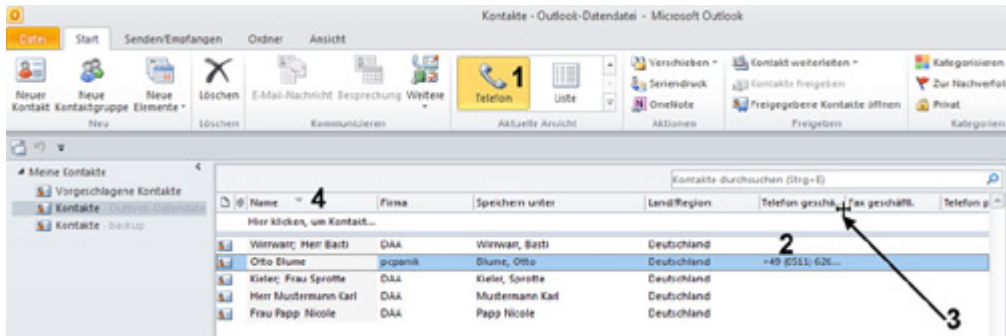 Kontakte - Outlook-Datendatei - Microsoft Outlook
Datei Start Senden/Empfangen Ordner Ansicht
Neuer Kontakt Neue Kontaktgruppe Neue Elemente Löschen E-Mail-Nachricht Besprechung Weitere Telefon 1 Liste
Verschieben Kontakt weiterleiten Kategorisieren
Seriendruck Kontakte freigeben Zur Nachverfol
OneNote Freigegebene Kontakte öffnen Privat
Neu Löschen Kommunizieren Aktuelle Ansicht Aktionen Freigeben Kategorien
Meine Kontakte
Vorgeschlagene Kontakte
Kontakte - Outlook-Datendate
Kontakte - backup
Kontakte durchsuchen (Strg+E)
Name 4 Firma Speichern unter Land/Region Telefon geschä... Fax geschäftl. Telefon p
Hier klicken, um Kontakt...
Wirrwarr, Herr Basti DAA Wirrwarr, Basti Deutschland 2
Otto Blume pcpanik Blume, Otto Deutschland +49 (0511) 626...
Kieler, Frau Sprotte DAA Kieler, Sprotte Deutschland
Herr Mustermann Karl DAA Mustermann Karl Deutschland
Frau Papp Nicole DAA Papp Nicole Deutschland 3